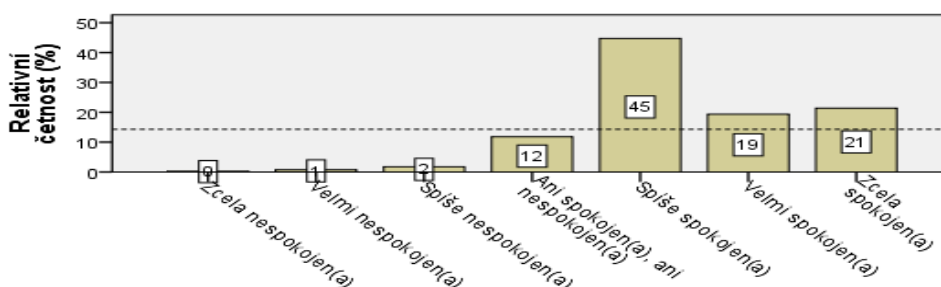 Relativní
četnost (%)
50
40
30
20
10
0
0
1
2
12
45
19
21
Zcela nespokojen(a)
Velmi nespokojen(a)
Spíše nespokojen(a)
Ani spokojen(a), ani
nespokojen(a)
Spíše spokojen(a)
Velmi spokojen(a)
Zcela
spokojen(a)